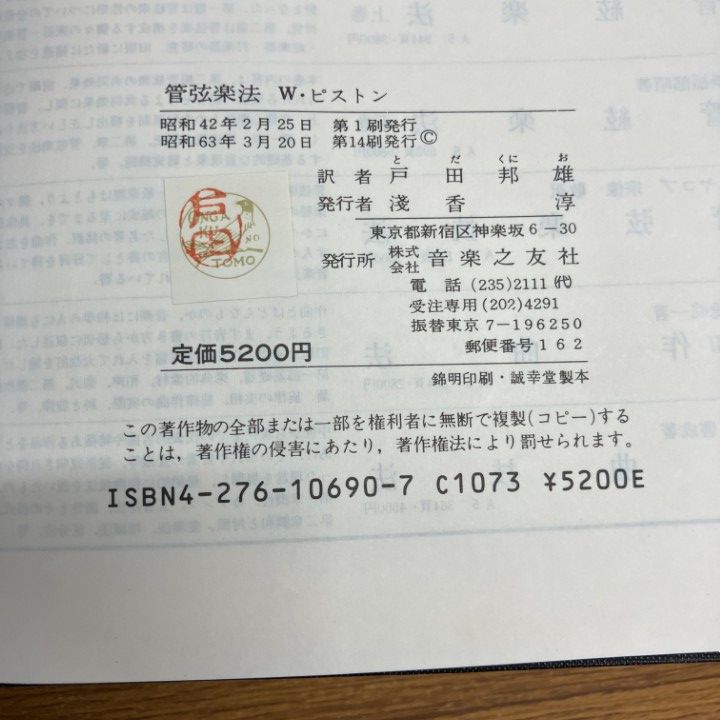 管弦楽法 W・ピストン
昭和42年2月25日 第1刷発行
昭和63年3月20日 第14刷発行Ⓒ
と だ くに お
訳者 戸田邦雄
発行者 淺香 淳
東京都新宿区神楽坂6-30
発行所 株式会社 音楽之友社
電話 (235)2111(代)
受注専用(202)4291
振替東京7-196250
郵便番号162
ONGAKU NO TOMO
定価5200円
錦明印刷・誠幸堂製本
この著作物の全部または一部を権利者に無断で複製(コピー)する
ことは,著作権の侵害にあたり,著作権法により罰せられます。
ISBN4-276-10690-7 C1073 ¥5200E